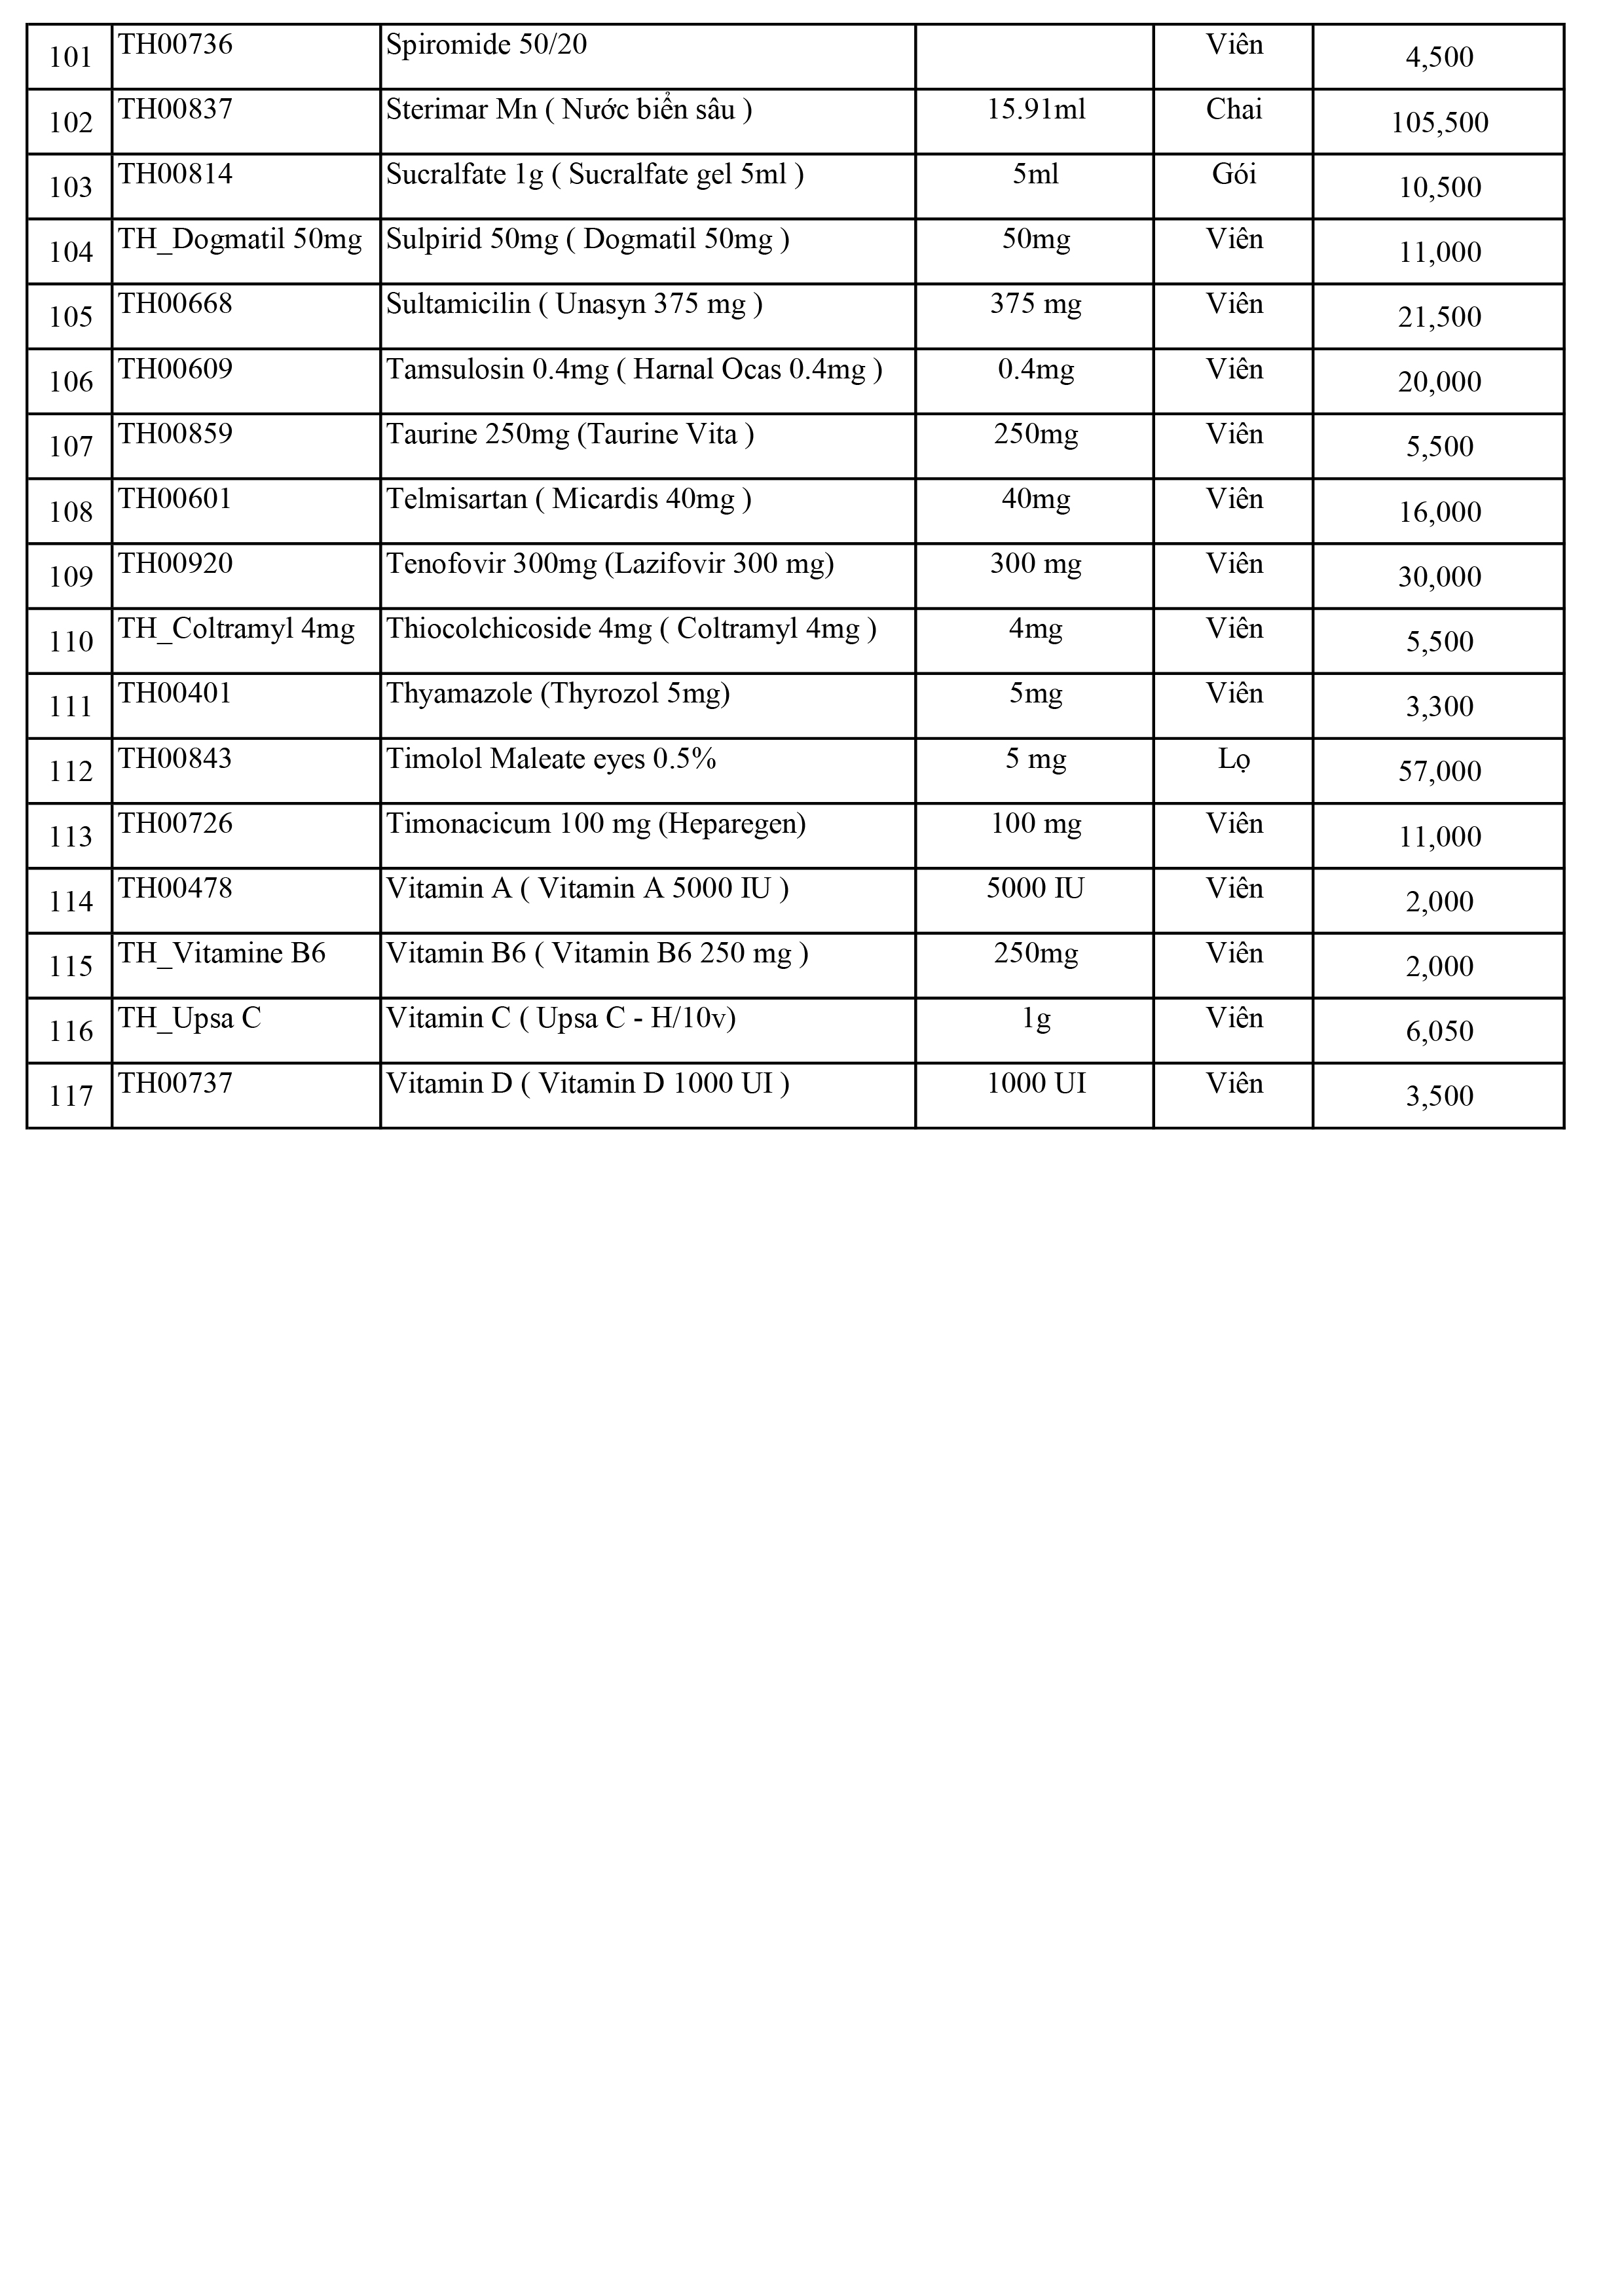 101 TH00736 Spiromide 50/20 Viên 4,500
102 TH00837 Sterimar Mn ( Nước biển sâu ) 15.91ml Chai 105,500
103 TH00814 Sucralfate 1g ( Sucralfate gel 5ml ) 5ml Gói 10,500
104 TH_Dogmatil 50mg Sulpirid 50mg ( Dogmatil 50mg ) 50mg Viên 11,000
105 TH00668 Sultamicilin ( Unasyn 375 mg ) 375 mg Viên 21,500
106 TH00609 Tamsulosin 0.4mg ( Harnal Ocas 0.4mg ) 0.4mg Viên 20,000
107 TH00859 Taurine 250mg (Taurine Vita ) 250mg Viên 5,500
108 TH00601 Telmisartan ( Micardis 40mg ) 40mg Viên 16,000
109 TH00920 Tenofovir 300mg (Lazifovir 300 mg) 300 mg Viên 30,000
110 TH_Coltramyl 4mg Thiocolchicoside 4mg ( Coltramyl 4mg ) 4mg Viên 5,500
111 TH00401 Thyamazole (Thyrozol 5mg) 5mg Viên 3,300
112 TH00843 Timolol Maleate eyes 0.5% 5 mg Lọ 57,000
113 TH00726 Timonacicum 100 mg (Heparegen) 100 mg Viên 11,000
114 TH00478 Vitamin A ( Vitamin A 5000 IU ) 5000 IU Viên 2,000
115 TH_Vitamine B6 Vitamin B6 ( Vitamin B6 250 mg ) 250mg Viên 2,000
116 TH_Upsa C Vitamin C ( Upsa C - H/10v) 1g Viên 6,050
117 TH00737 Vitamin D ( Vitamin D 1000 UI ) 1000 UI Viên 3,500